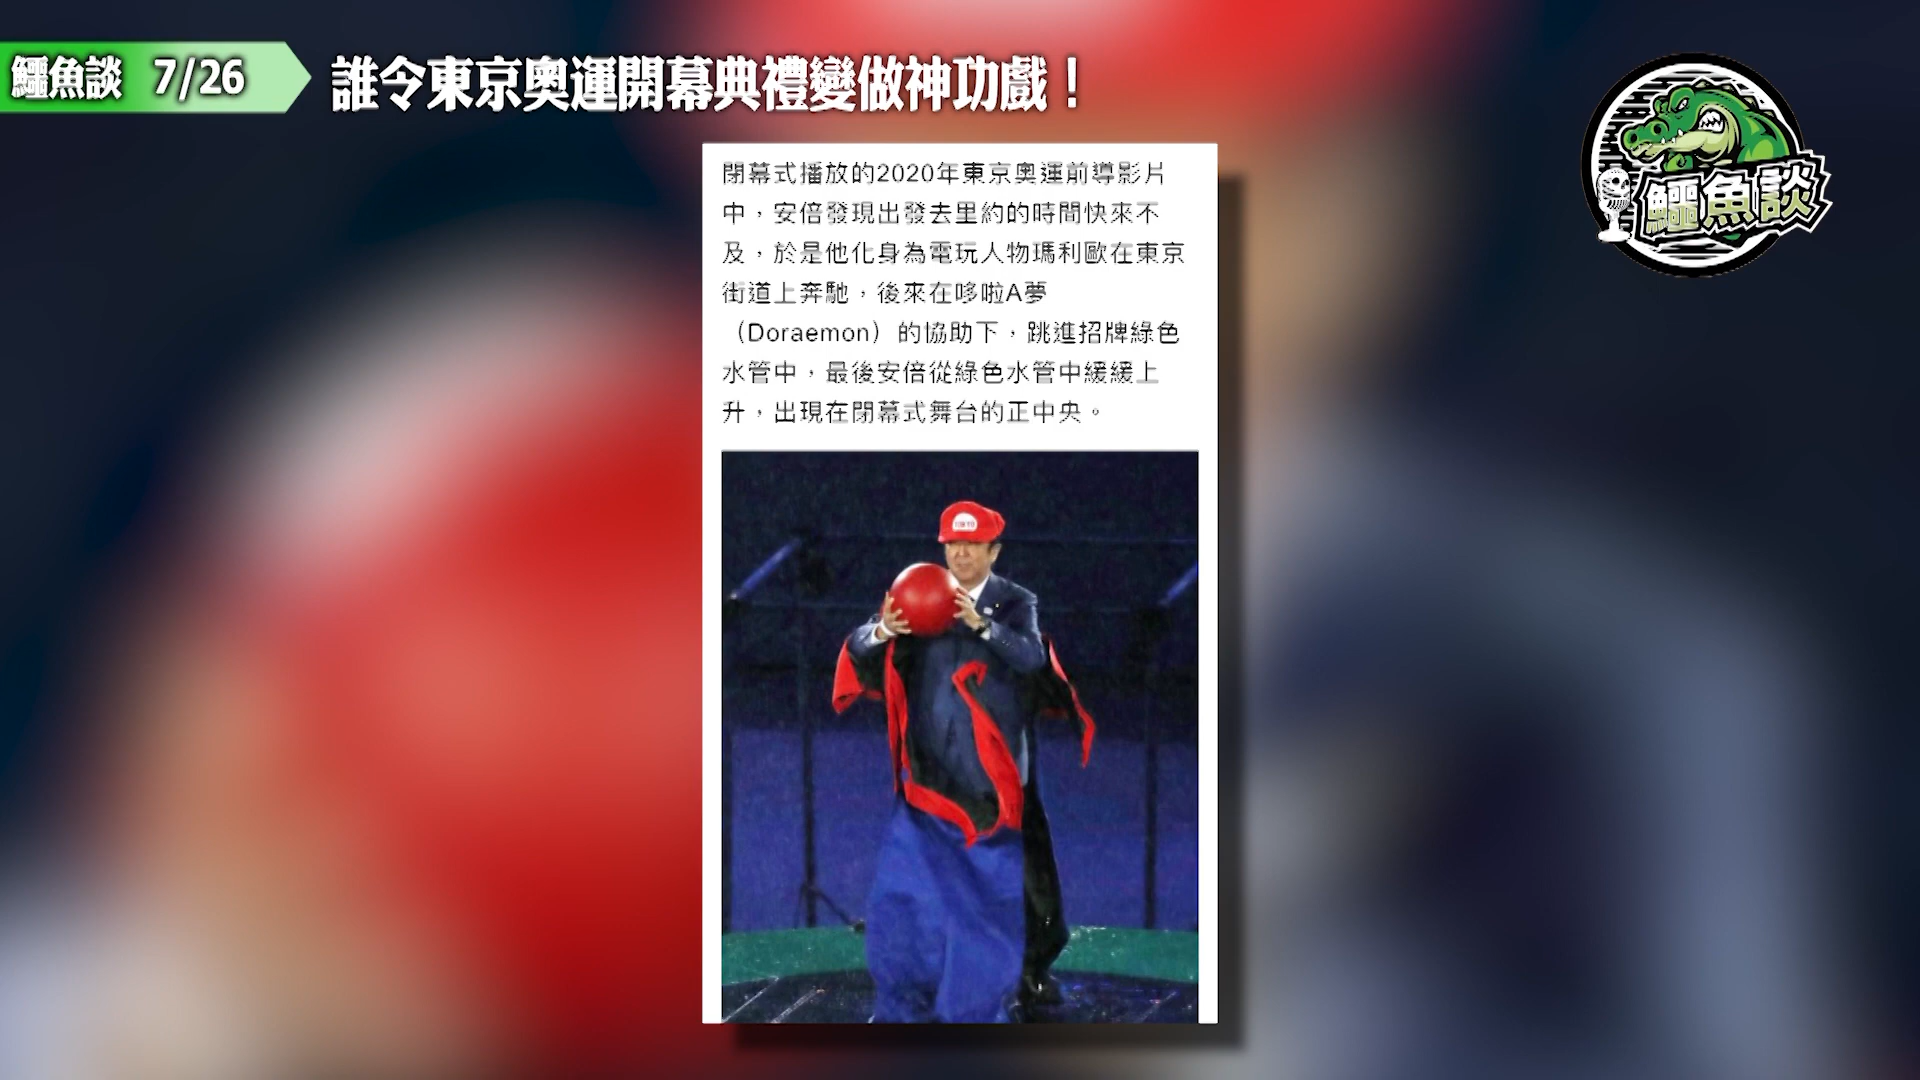 鱷魚談 7/26
誰令東京奧運開幕典禮變做神功戲！
鱷魚談
閉幕式播放的2020年東京奧運前導影片
中，安倍發現出發去里約的時間快來不
及，於是他化身為電玩人物瑪利歐在東京
街道上奔馳，後來在哆啦A夢
（Doraemon）的協助下，跳進招牌綠色
水管中，最後安倍從綠色水管中緩緩上
升，出現在閉幕式舞台的正中央。
TOKYO